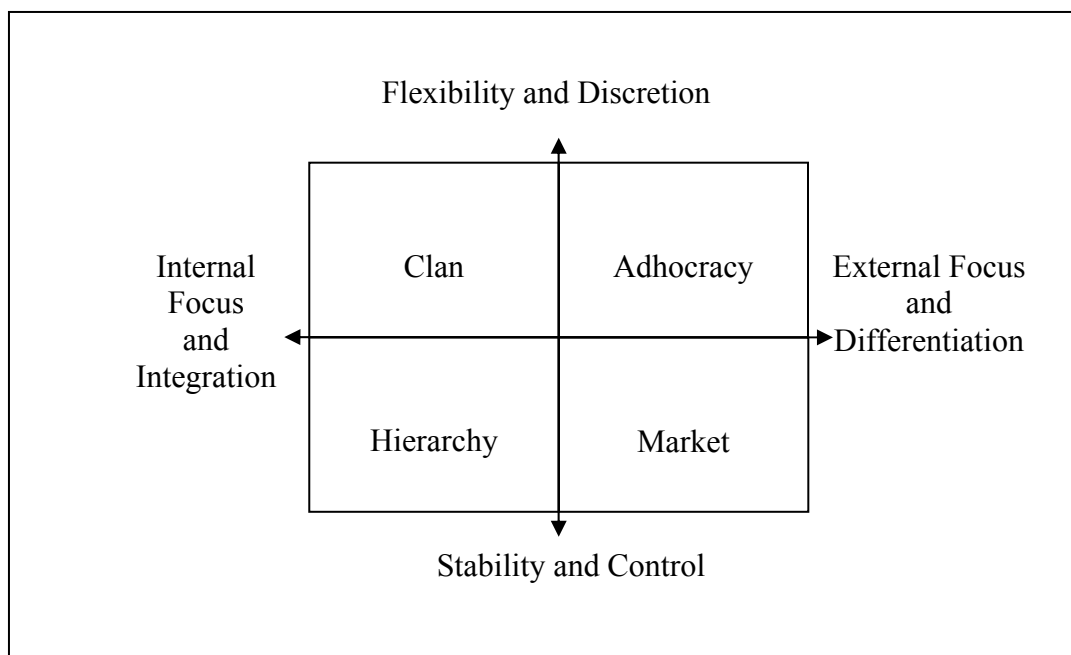 Flexibility and Discretion
Internal
Focus
and
Integration
Clan
Adhocracy
External Focus
and
Differentiation
Hierarchy
Market
Stability and Control